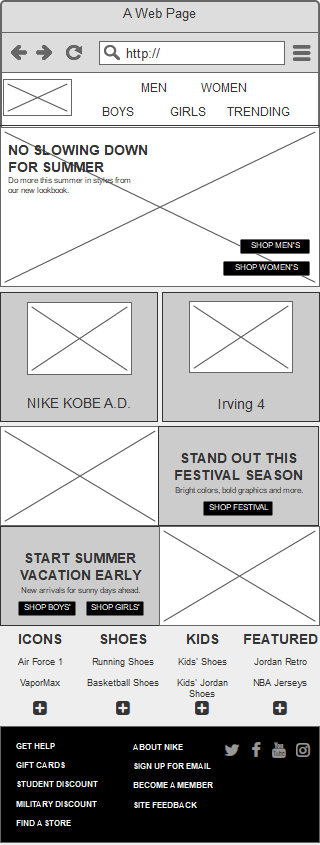 A Web Page
http://
MEN WOMEN
BOYS GIRLS TRENDING
NO SLOWING DOWN
FOR SUMMER
Do more this summer in styles from
our new lookbook.
SHOP MEN'S
SHOP WOMEN'S
NIKE KOBE A.D.
Irving 4
STAND OUT THIS
FESTIVAL SEASON
Bright colors, bold graphics and more.
SHOP FESTIVAL
START SUMMER
VACATION EARLY
New arrivals for sunny days ahead.
SHOP BOYS' SHOP GIRLS'
ICONS SHOES KIDS FEATURED
Air Force 1 Running Shoes Kids' Shoes Jordan Retro
VaporMax Basketball Shoes Kids' Jordan NBA Jerseys
Shoes
GET HELP ABOUT NIKE
You
Tube
GIFT CARDS SIGN UP FOR EMAIL
STUDENT DISCOUNT BECOME A MEMBER
MILITARY DISCOUNT SITE FEEDBACK
FIND A STORE